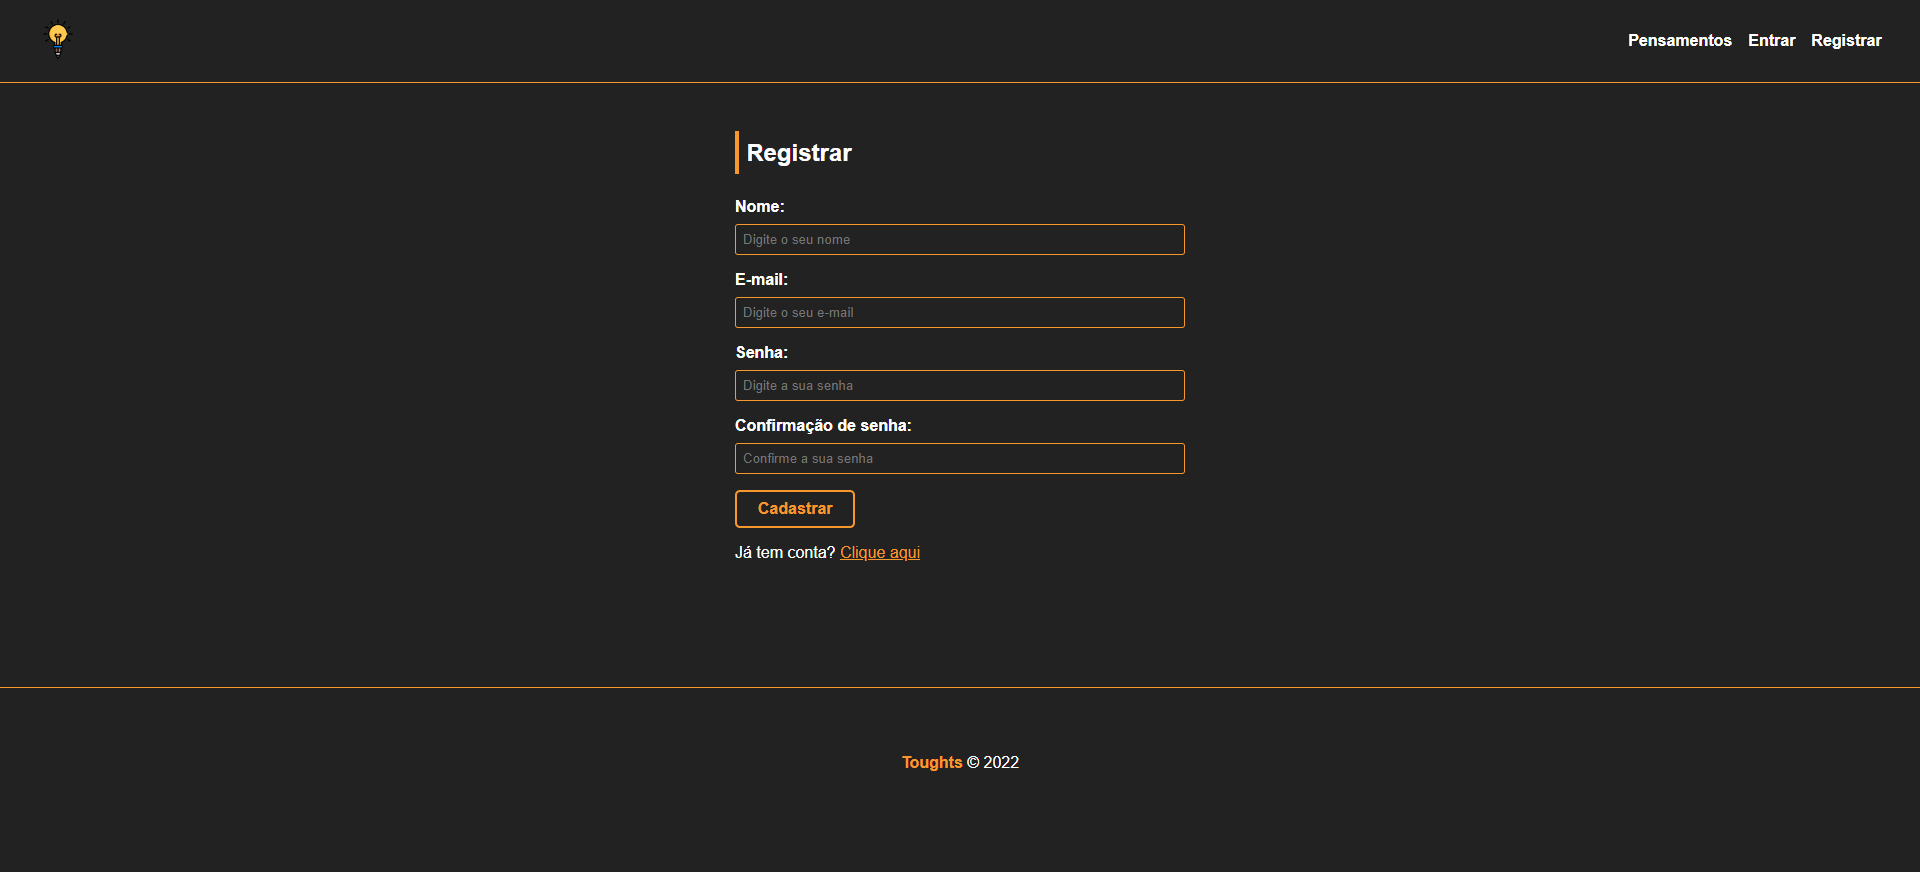 Pensamentos Entrar Registrar
Registrar
Nome:
Digite o seu nome
E-mail:
Digite o seu e-mail
Senha:
Digite a sua senha
Confirmação de senha:
Confirme a sua senha
Cadastrar
Já tem conta? Clique aqui
Toughts © 2022